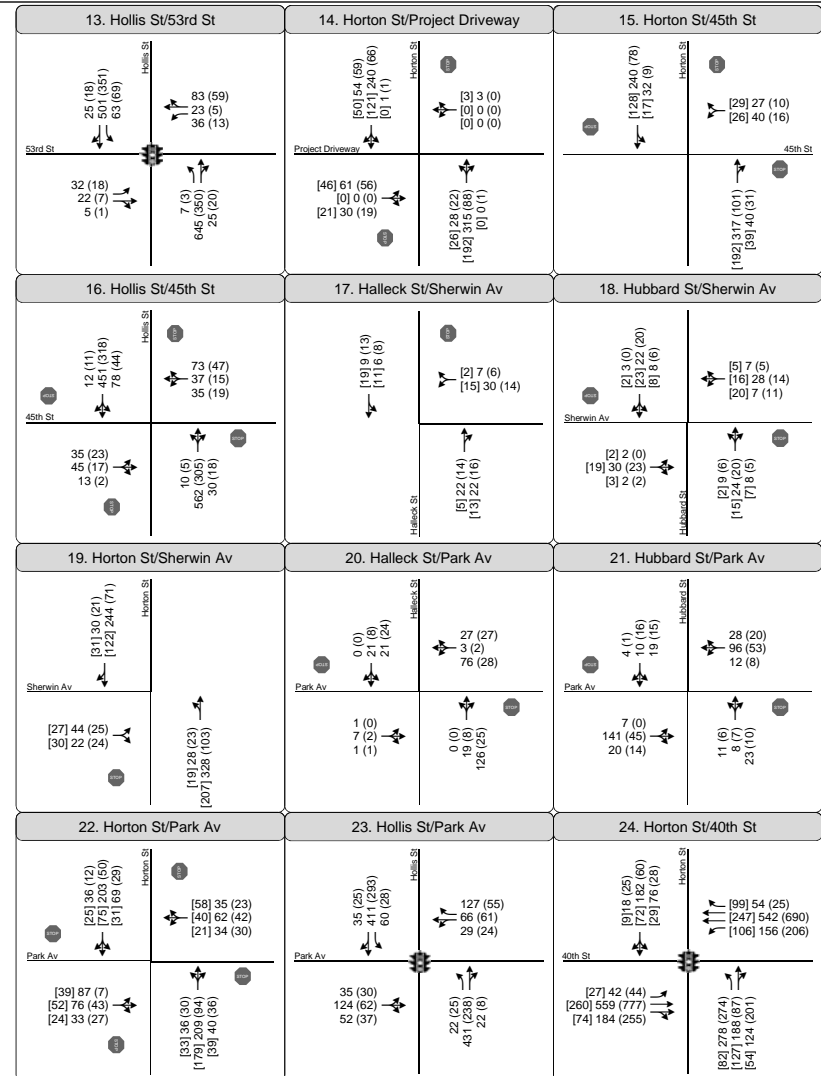 13. Hollis St/53rd St
Hollis St
25 (18)
501 (351)
63 (69)
83 (59)
23 (5)
36 (13)
53rd St
32 (18)
22 (7)
5 (1)
7 (3)
645 (350)
25 (20)
14. Horton St/Project Driveway
Horton St
STOP
[50] 54 (59)
[121] 240 (66)
[0] 1 (1)
[3] 3 (0)
[0] 0 (0)
[0] 0 (0)
Project Driveway
[46] 61 (56)
[0] 0 (0)
[21] 30 (19)
STOP
[26] 28 (22)
[192] 315 (88)
[0] 0 (1)
15. Horton St/45th St
Horton St
STOP
[128] 240 (78)
[17] 32 (9)
[29] 27 (10)
[26] 40 (16)
STOP
45th St
STOP
[192] 317 (101)
[39] 40 (31)
16. Hollis St/45th St
Hollis St
STOP
12 (11)
451 (318)
78 (44)
73 (47)
37 (15)
35 (19)
STOP
45th St
35 (23)
45 (17)
13 (2)
STOP
10 (5)
562 (305)
30 (18)
STOP
17. Halleck St/Sherwin Av
STOP
[19] 9 (13)
[11] 6 (8)
[2] 7 (6)
[15] 30 (14)
Halleck St
[5] 22 (14)
[13] 22 (16)
18. Hubbard St/Sherwin Av
STOP
[2] 3 (0)
[23] 22 (20)
[8] 8 (6)
[5] 7 (5)
[16] 28 (14)
[20] 7 (11)
Sherwin Av
[2] 2 (0)
[19] 30 (23)
[3] 2 (2)
Hubbard St
[2] 9 (6)
[15] 24 (20)
[7] 8 (5)
STOP
19. Horton St/Sherwin Av
Horton St
[31] 30 (21)
[122] 244 (71)
Sherwin Av
[27] 44 (25)
[30] 22 (24)
STOP
[19] 28 (23)
[207] 328 (103)
20. Halleck St/Park Av
Halleck St
0 (0)
21 (8)
21 (24)
27 (27)
3 (2)
76 (28)
STOP
Park Av
1 (0)
7 (2)
1 (1)
0 (0)
19 (8)
126 (25)
STOP
21. Hubbard St/Park Av
Hubbard St
4 (1)
10 (16)
19 (15)
28 (20)
96 (53)
12 (8)
STOP
Park Av
7 (0)
141 (45)
20 (14)
11 (6)
8 (7)
23 (10)
STOP
22. Horton St/Park Av
Horton St
STOP
[25] 36 (12)
[75] 203 (50)
[31] 69 (29)
[58] 35 (23)
[40] 62 (42)
[21] 34 (30)
STOP
Park Av
[39] 87 (7)
[52] 76 (43)
[24] 33 (27)
STOP
[33] 36 (30)
[179] 209 (94)
[39] 40 (36)
STOP
23. Hollis St/Park Av
Hollis St
35 (25)
411 (293)
60 (28)
127 (55)
66 (61)
29 (24)
Park Av
35 (30)
124 (62)
52 (37)
22 (25)
431 (238)
22 (8)
24. Horton St/40th St
Horton St
[9]18 (25)
[72] 182 (60)
[29] 76 (28)
[99] 54 (25)
[247] 542 (690)
[106] 156 (206)
40th St
[27] 42 (44)
[260] 559 (777)
[74] 184 (255)
[82] 278 (274)
[127] 188 (87)
[54] 124 (201)